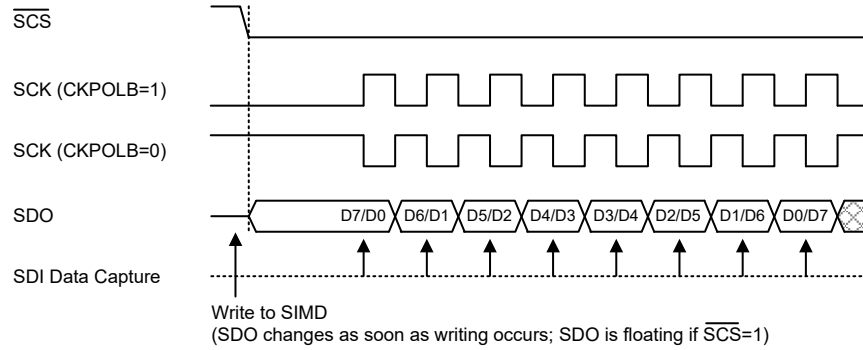 SCS
SCK (CKPOLB=1)
SCK (CKPOLB=0)
SDO
D7/D0 D6/D1 D5/D2 D4/D3 D3/D4 D2/D5 D1/D6 D0/D7
SDI Data Capture
Write to SIMD
(SDO changes as soon as writing occurs; SDO is floating if SCS=1)